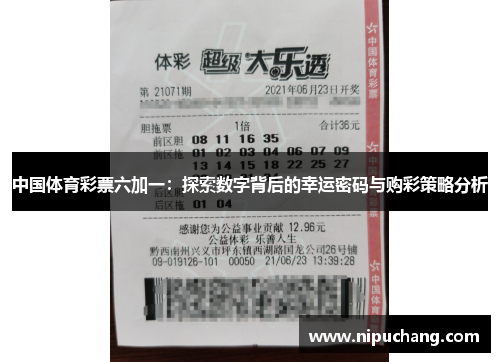 体彩 超级大乐透
第 21071期 2021年06月23日开奖
胆拖票 1倍 合计36元
前区胆 08 11 16 35
前区拖 01 02 03 04 06 07 09
13 14 15 18 22 25
中国体育彩票六加一：探索数字背后的幸运密码与购彩策略分析
后区拖 01 04
感谢您为公益事业贡献 12.96元
公益体彩 乐善人生
黔西南州兴义市坪东镇西湖路国龙公司26号铺
09-019126-101 00050 21/06/23 13:39:28
中国体育彩票
中国体育彩票
www.nipuchang.com